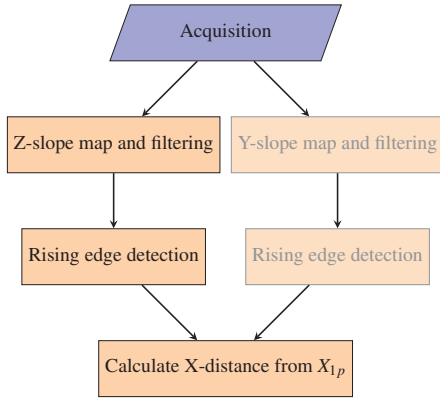 Acquisition
Z-slope map and filtering
Y-slope map and filtering
Rising edge detection
Rising edge detection
Calculate X-distance from X₁ₚ